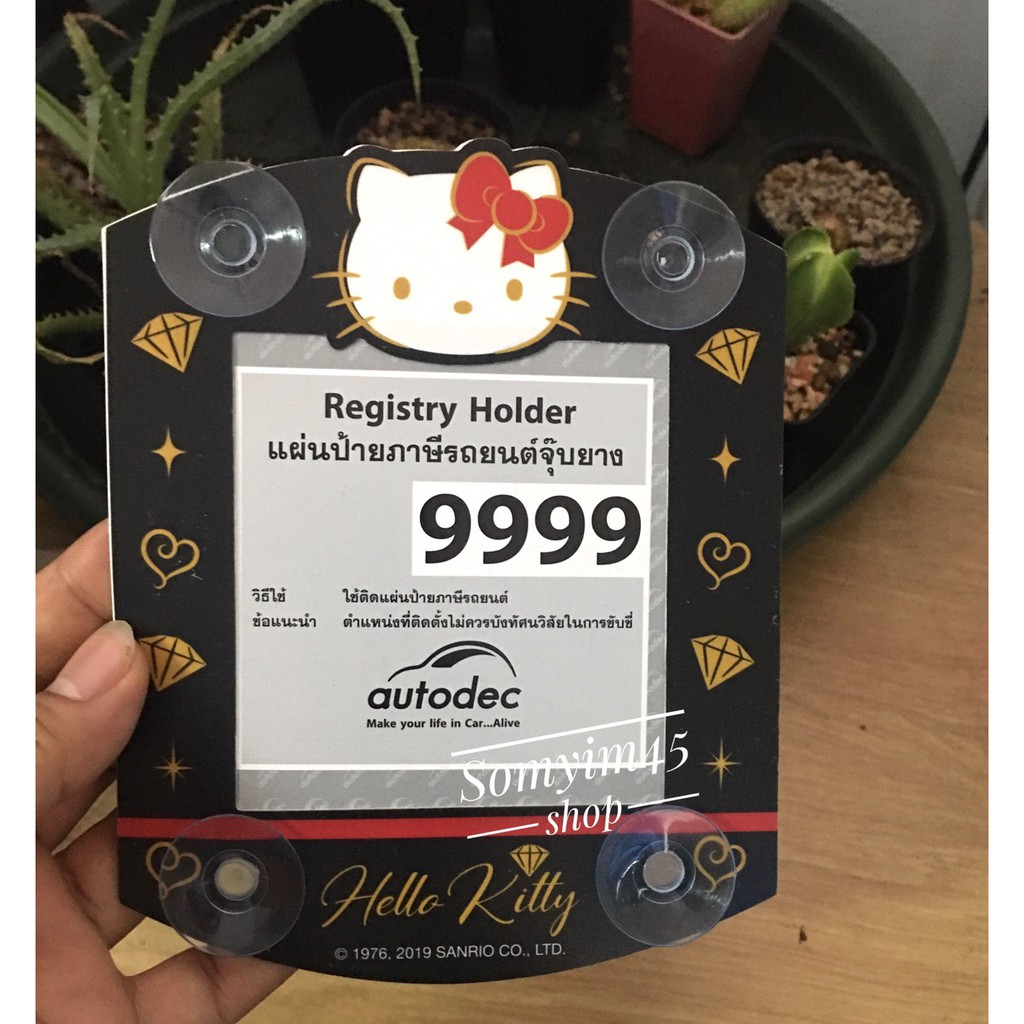 Registry Holder
แผ่นป้ายภาษีรถยนต์จุ๊บยาง
9999
วิธีใช้ ใช้ติดแผ่นป้ายภาษีรถยนต์
ข้อแนะนำ ตำแหน่งที่ติดตั้งไม่ควรบังทัศนวิสัยในการขับขี่
autodec
Make your life in Car...Alive
Somyim45
shop
Hello Kitty
© 1976, 2019 SANRIO CO., LTD.